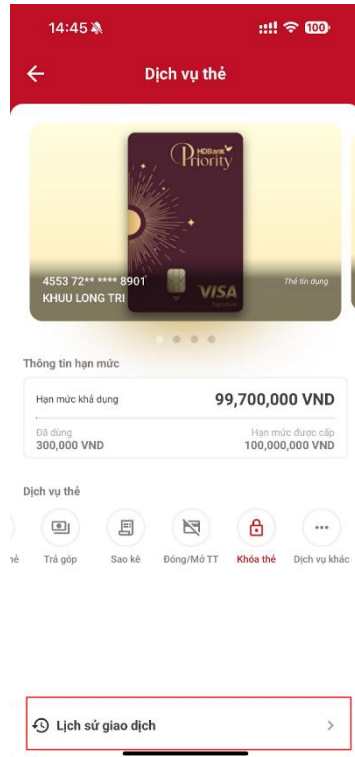 14:45
100
Dịch vụ thẻ
HDBank
Priority
4553 72** **** 8901
Thẻ tín dụng
KHUU LONG TRI
VISA
Signature
Thông tin hạn mức
Hạn mức khả dụng 99,700,000 VND
Đã dùng Hạn mức được cấp
300,000 VND 100,000,000 VND
Dịch vụ thẻ
Trả góp Sao kê Đóng/Mở TT Khóa thẻ Dịch vụ khác
Lịch sử giao dịch